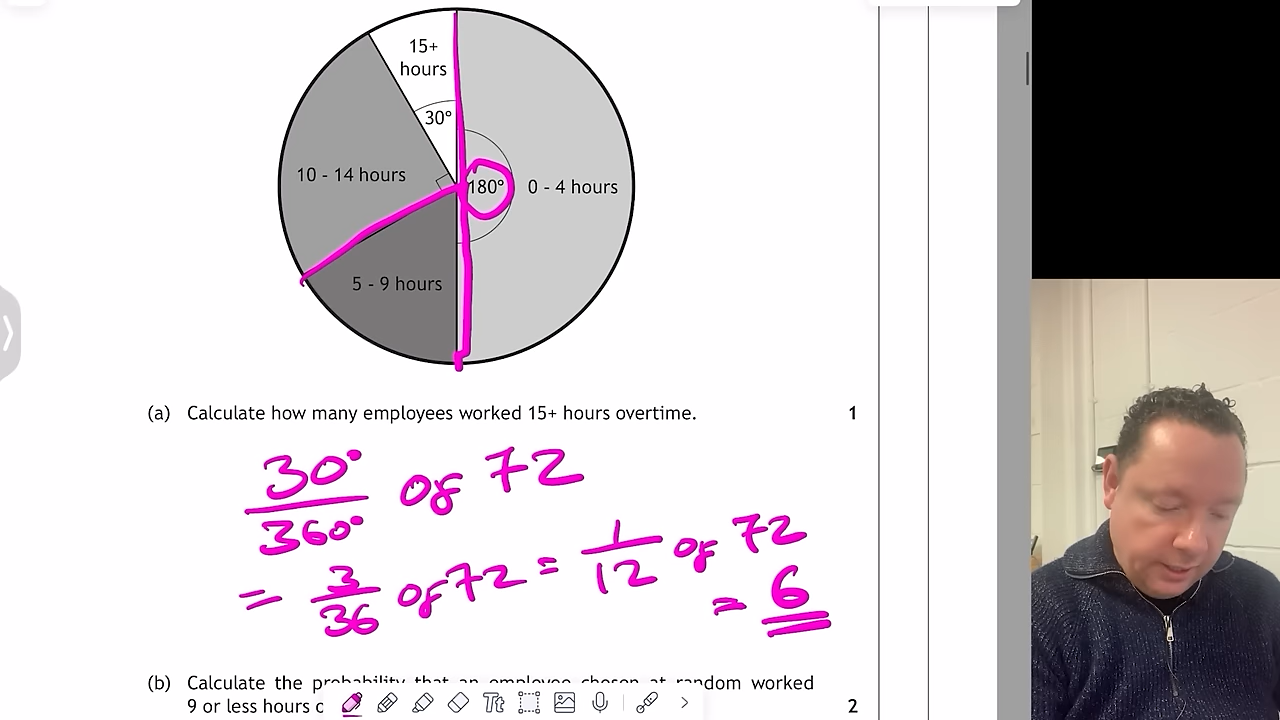 15+
hours
30°
10 - 14 hours
180°
0 - 4 hours
5 - 9 hours
(a) Calculate how many employees worked 15+ hours overtime. 1
30°/360° of 72
= 3/36 of 72 = 1/12 of 72
= 6
(b) Calculate the probability that an employee chosen at random worked
9 or less hours 2
Tt